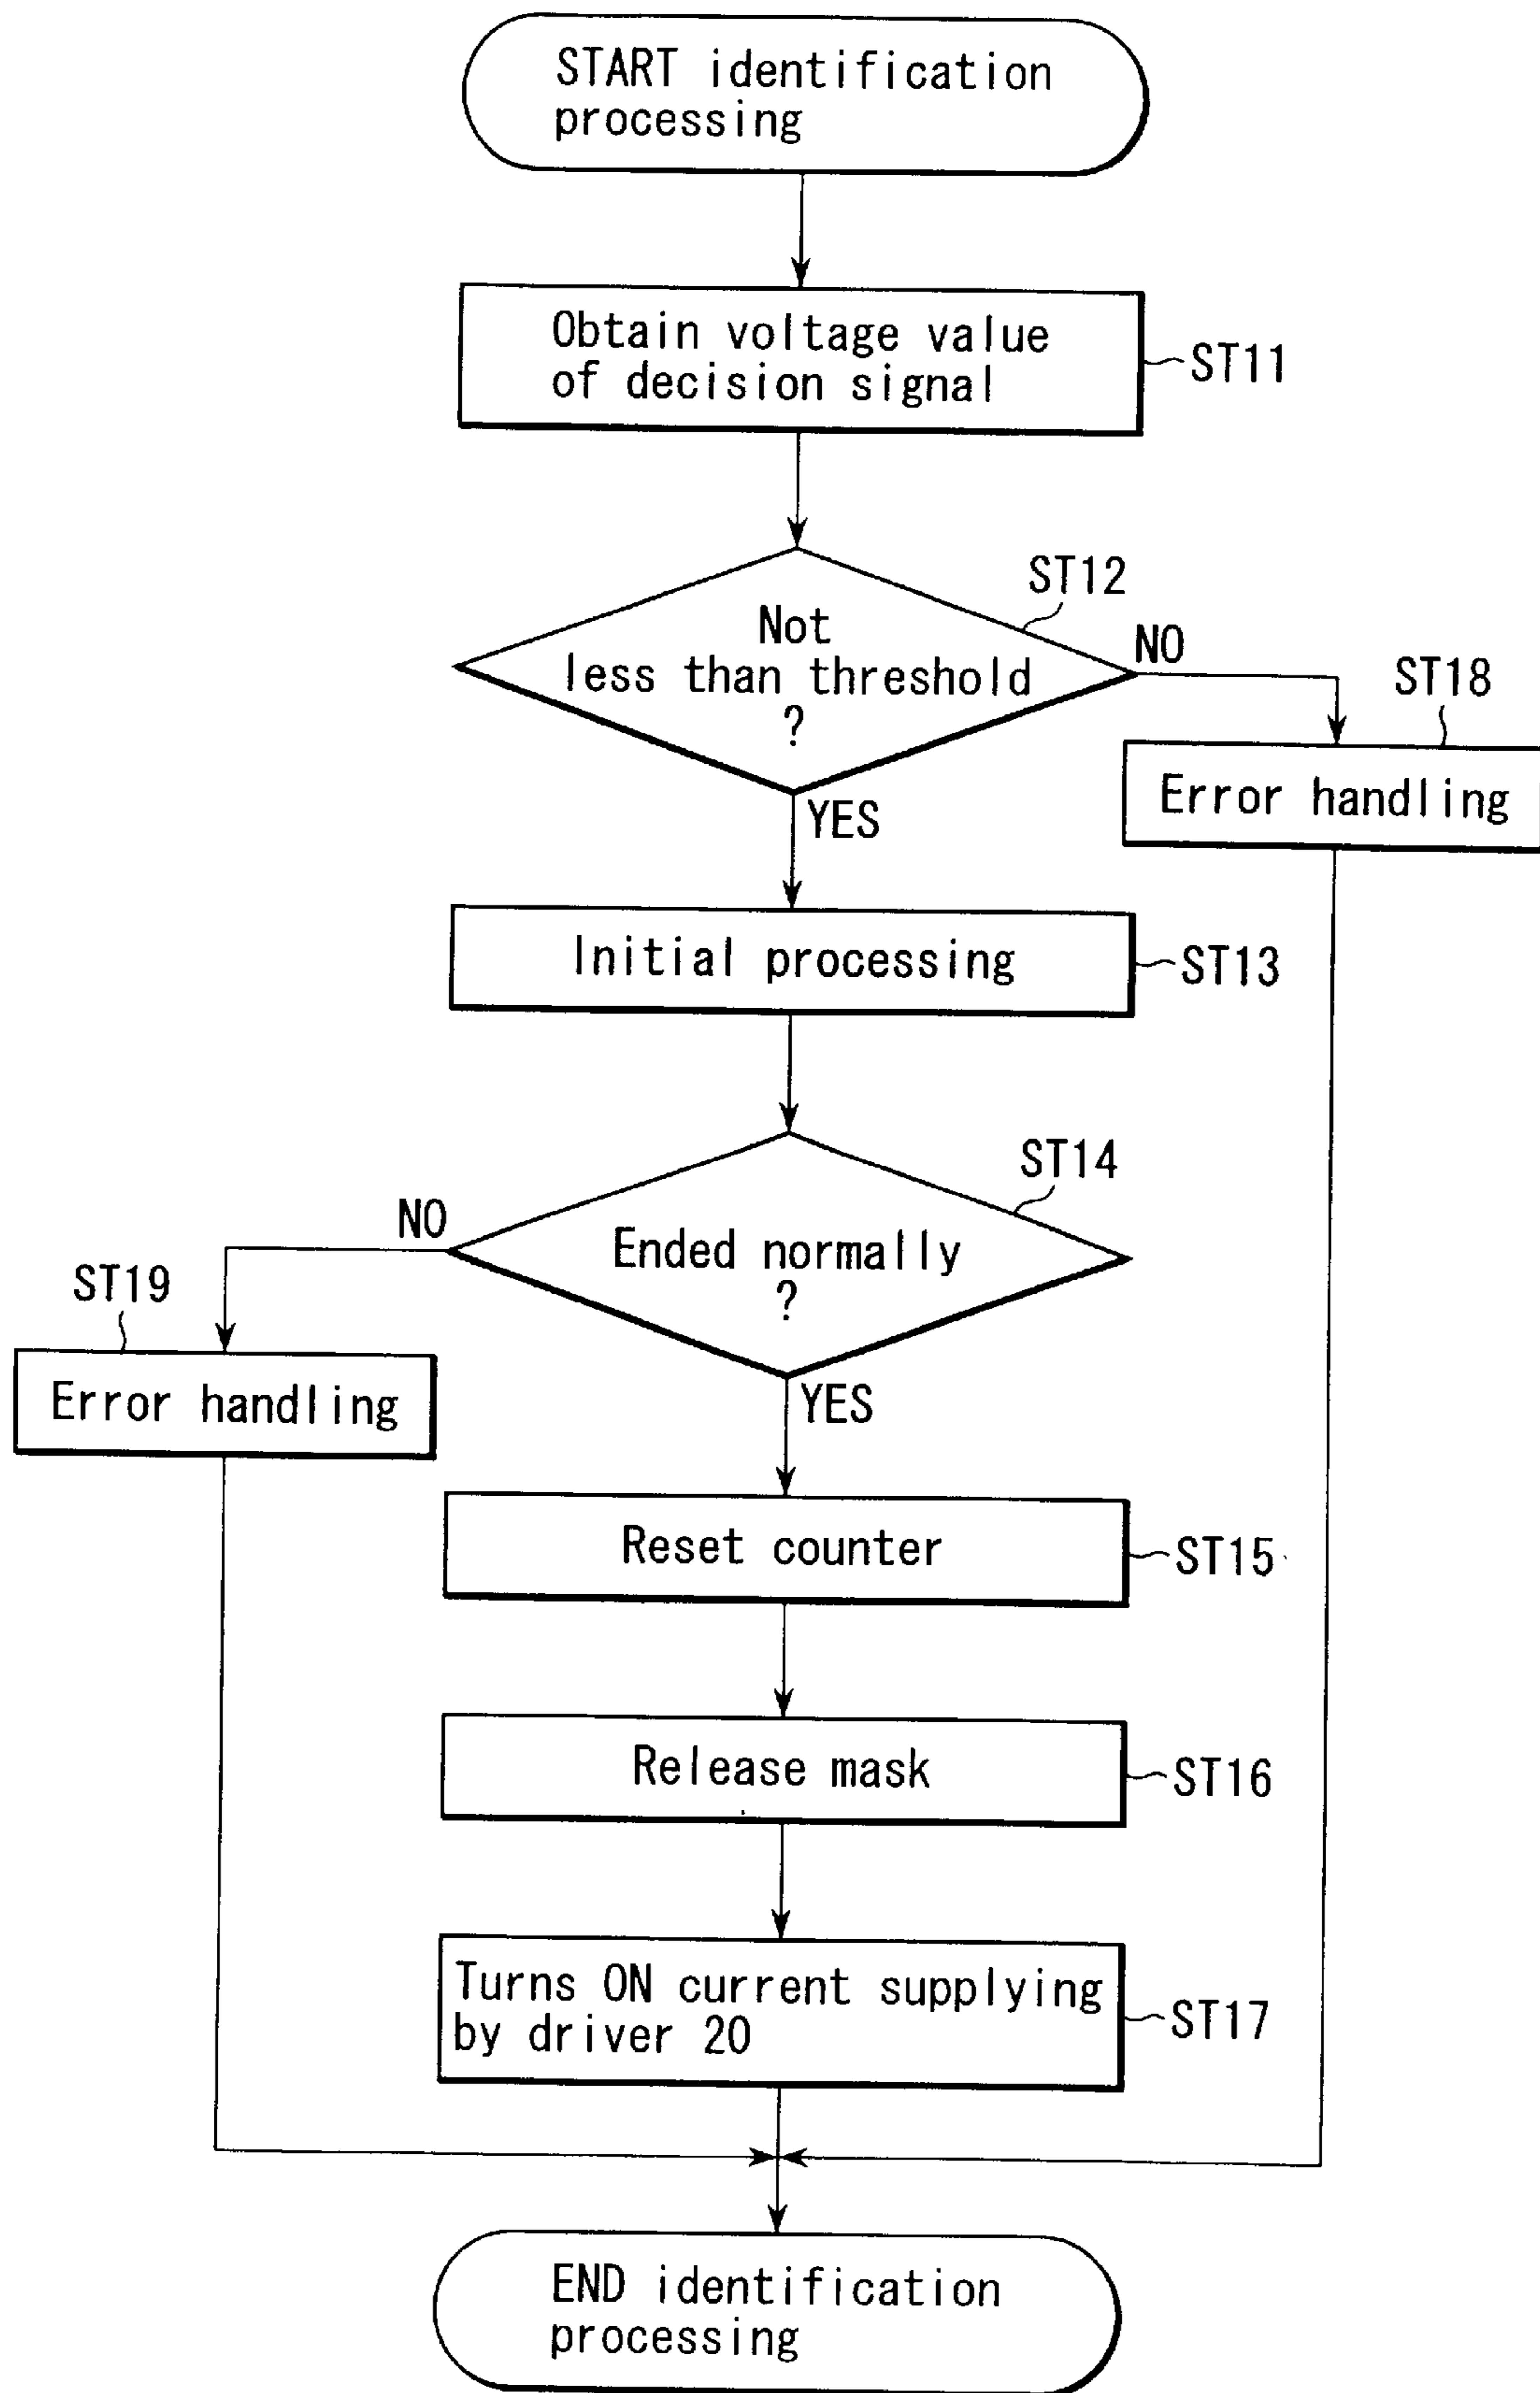 START identification
processing
Obtain voltage value
of decision signal
ST11
ST12
Not
less than threshold
?
NO
ST18
Error handling
YES
Initial processing
ST13
ST14
NO
Ended normally
?
ST19
Error handling
YES
Reset counter
ST15
Release mask
ST16
Turns ON current supplying
by driver 20
ST17
END identification
processing